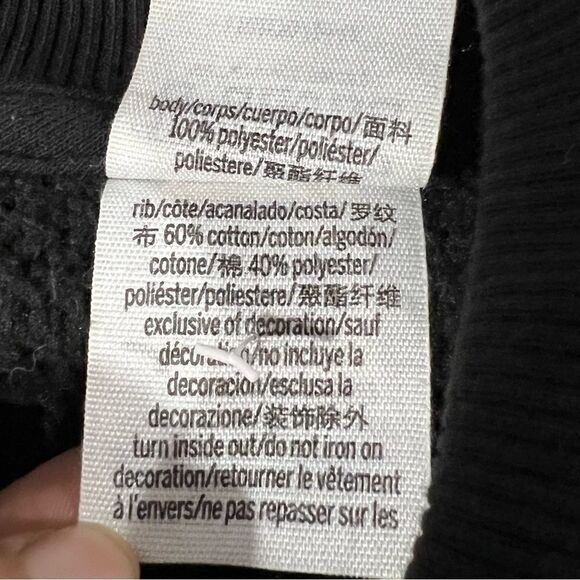 body/corps/cuerpo/corpo/面料
100% polyester/poliéster/
poliestere/聚酯纤维
rib/côte/acanalado/costa/罗纹
布 60% cotton/coton/algodón/
cotone/棉 40% polyester/
poliéster/poliestere/聚酯纤维
exclusive of decoration/sauf
décoration/no incluye la
decoración/esclusa la
decorazione/装饰除外
turn inside out/do not iron on
decoration/retourner le vêtement
à l'envers/ne pas repasser sur les